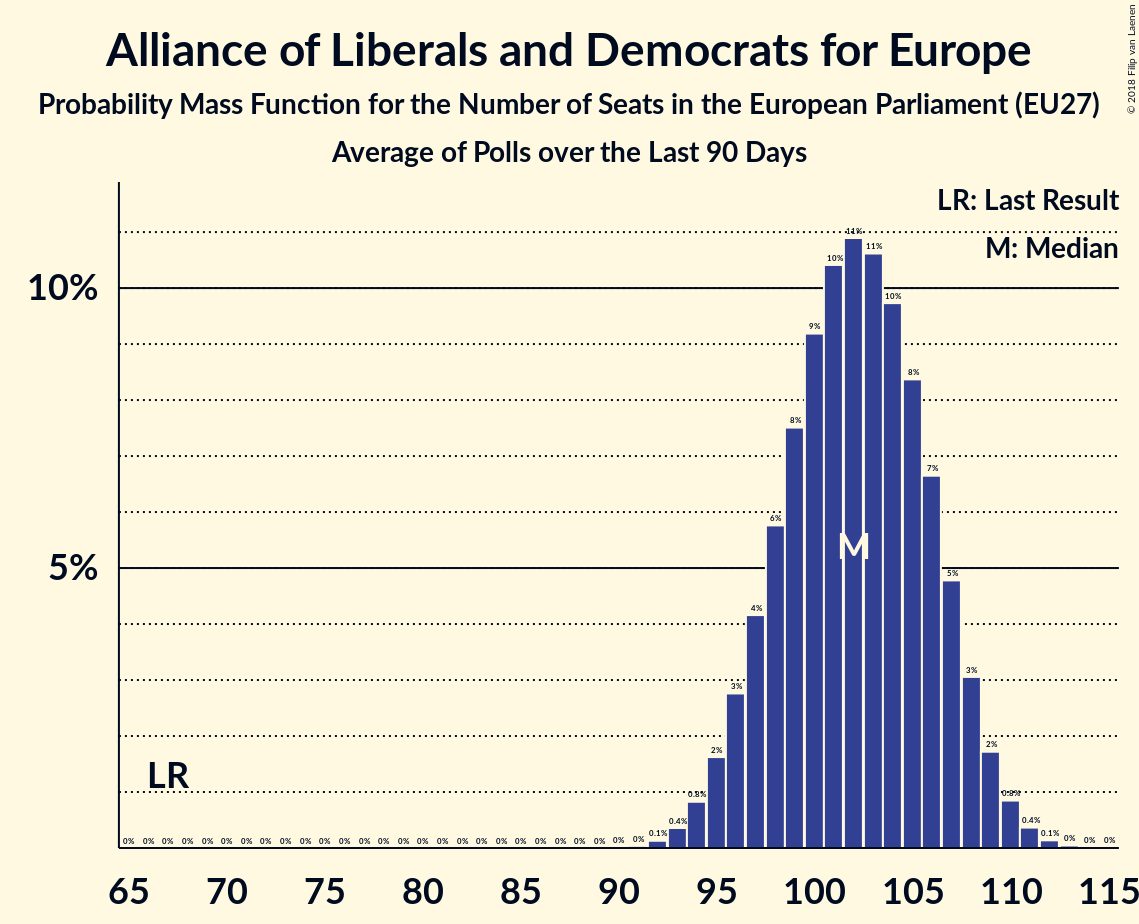 Alliance of Liberals and Democrats for Europe
Probability Mass Function for the Number of Seats in the European Parliament (EU27)
Average of Polls over the Last 90 Days
© 2018 Filip van Laenen
LR: Last Result
M: Median
10%
5%
LR
M
0% 0% 0% 0% 0% 0% 0% 0% 0% 0% 0% 0% 0% 0% 0% 0% 0% 0% 0% 0% 0% 0% 0% 0% 0% 0% 0% 0.1% 0.4% 0.8% 2% 3% 4% 6% 8% 9% 10% 11% 11% 10% 8% 7% 5% 3% 2% 0.8% 0.4% 0.1% 0% 0% 0%
65 70 75 80 85 90 95 100 105 110 115